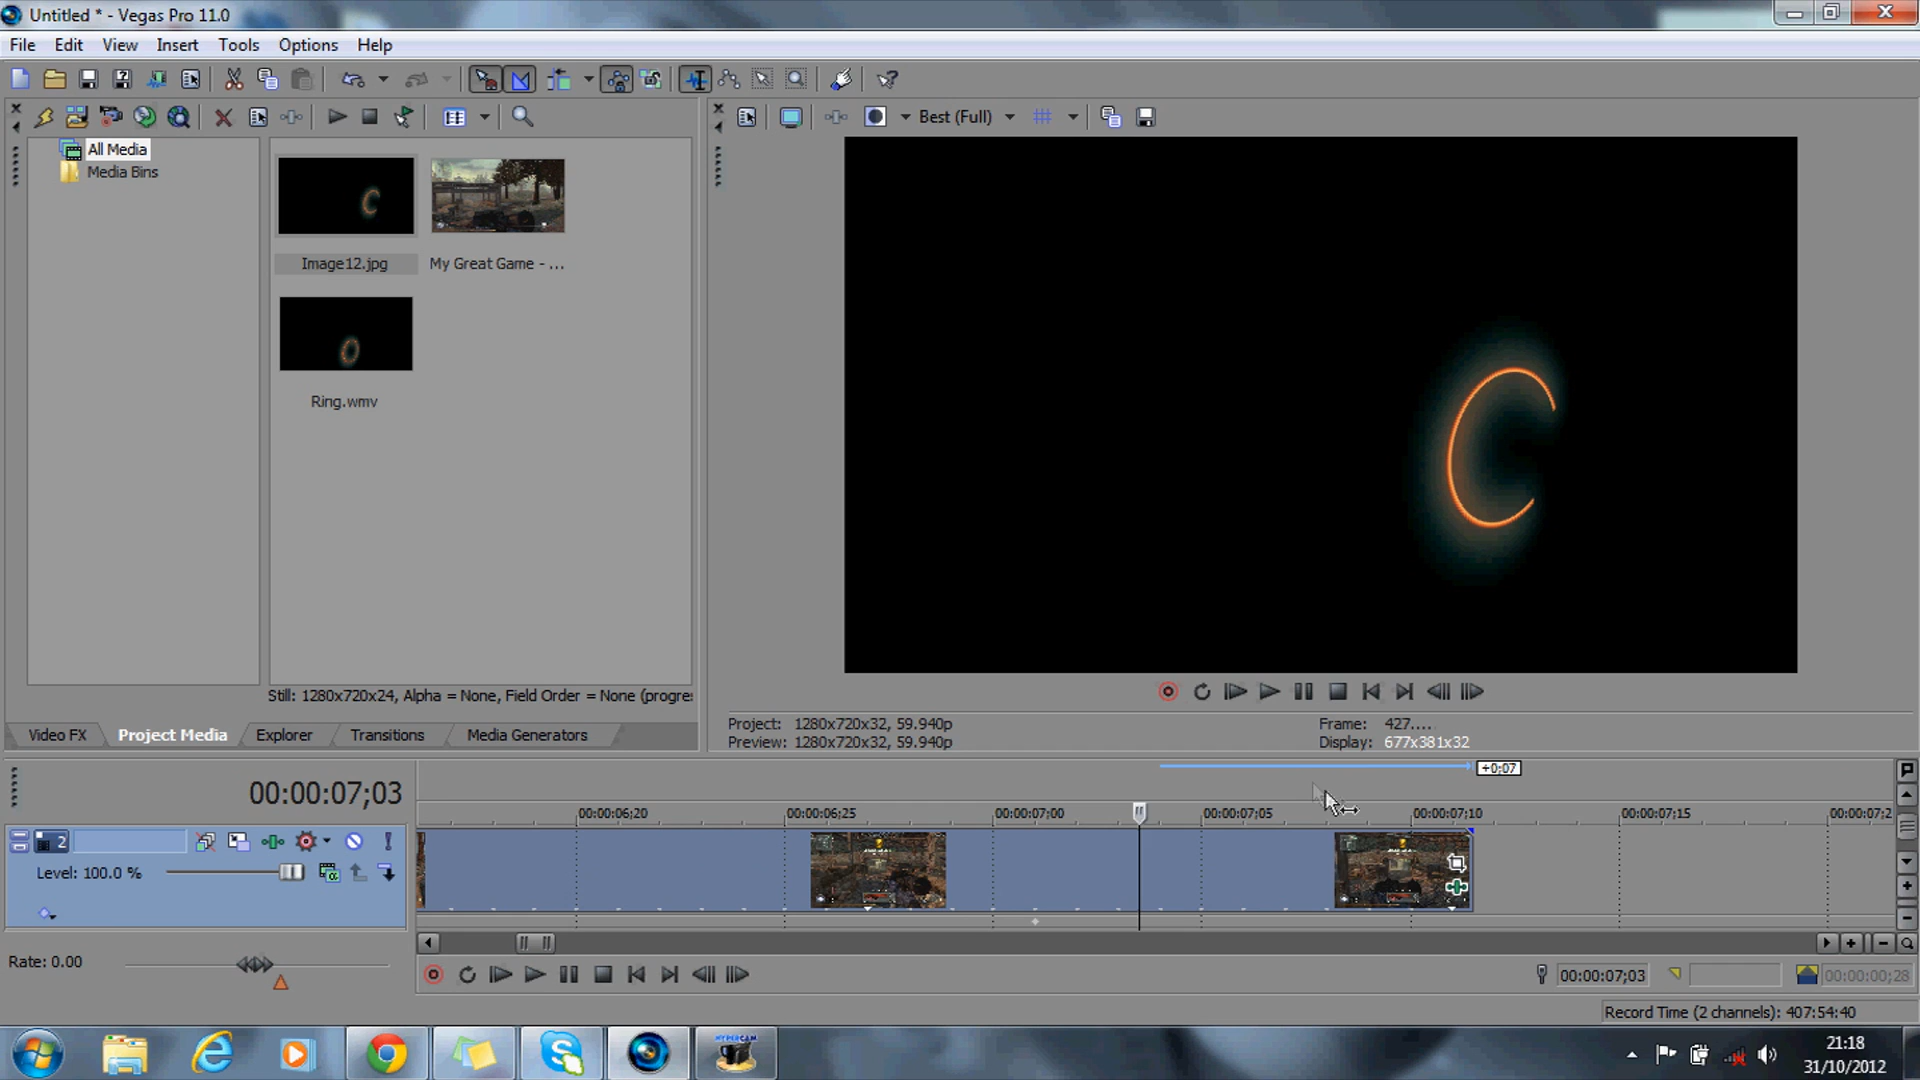 Untitled * - Vegas Pro 11.0
File Edit View Insert Tools Options Help
Best (Full)
All Media
Media Bins
Image12.jpg
My Great Game - ...
Ring.wmv
Still: 1280x720x24, Alpha = None, Field Order = None (progre
Video FX Project Media Explorer Transitions Media Generators
Project: 1280x720x32, 59.940p
Preview: 1280x720x32, 59.940p
Frame: 427....
Display: 677x381x32
+0;07
00:00:07;03
00:00:06;20 00:00:06;25 00:00:07;00 00:00:07;05 00:00:07;10 00:00:07;15 00:00:07;2
2
Level: 100.0 %
Rate: 0.00
00:00:07;03
00:00:00;28
Record Time (2 channels): 407:54:40
HYPERCAM
21:18
31/10/2012